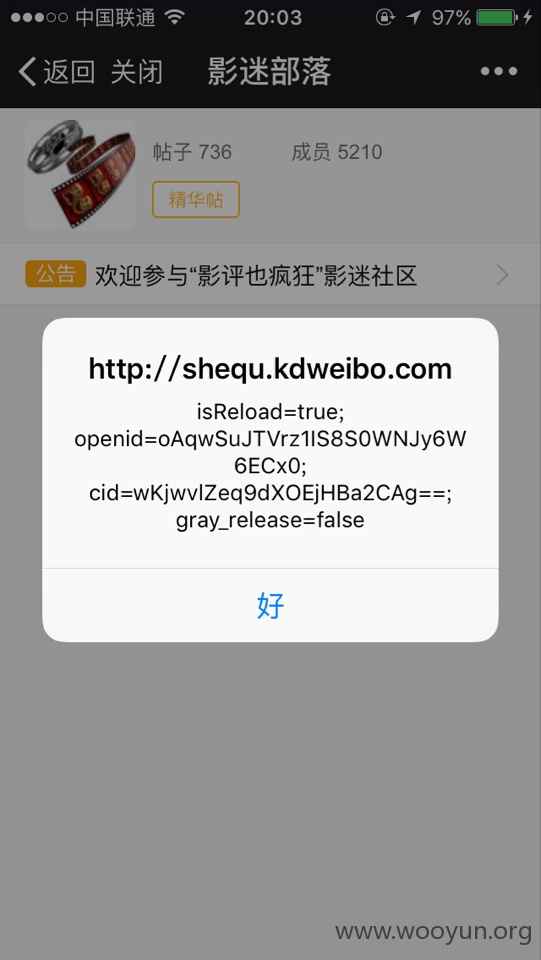 中国联通 20:03 97%
返回 关闭 影迷部落
帖子 736 成员 5210
精华帖
公告 欢迎参与“影评也疯狂”影迷社区
http://shequ.kdweibo.com
isReload=true;
openid=oAqwSuJTVrz1IS8S0WNJy6W
6ECx0;
cid=wKjwvlZeq9dXOEjHBa2CAg==;
gray_release=false
好
www.wooyun.org